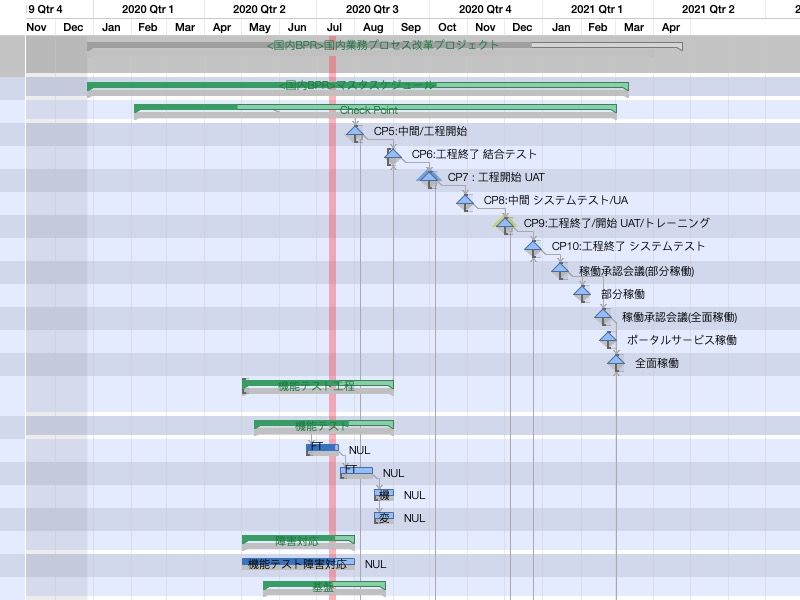 9 Qtr 4 2020 Qtr 1 2020 Qtr 2 2020 Qtr 3 2020 Qtr 4 2021 Qtr 1 2021 Qtr 2 2
Nov Dec Jan Feb Mar Apr May Jun Jul Aug Sep Oct Nov Dec Jan Feb Mar Apr
<国内BPR>国内業務プロセス改革プロジェクト
<国内BPR>マスタスケジュール
Check Point
CP5:中間/工程開始
CP6:工程終了 結合テスト
CP7 : 工程開始 UAT
CP8:中間 システムテスト/UA
CP9:工程終了/開始 UAT/トレーニング
CP10:工程終了 システムテスト
稼働承認会議(部分稼働)
部分稼働
稼働承認会議(全面稼働)
ポータルサービス稼働
全面稼働
機能テスト工程
機能テスト
FT NUL
FT NUL
機 NUL
変 NUL
障害対応
機能テスト障害対応 NUL
基盤